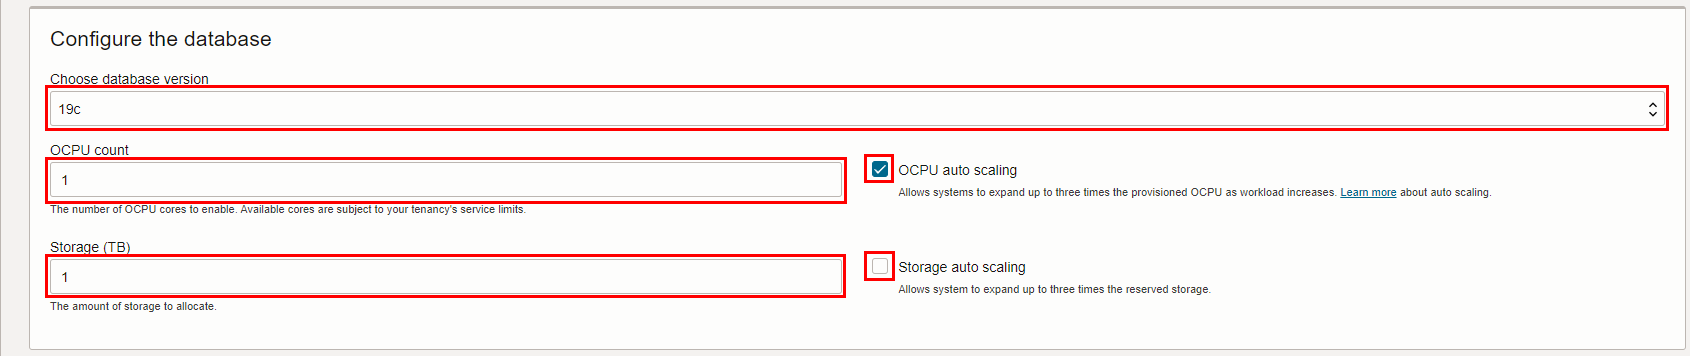 Configure the database
Choose database version
19c
OCPU count
1
OCPU auto scaling
Allows systems to expand up to three times the provisioned OCPU as workload increases. Learn more about auto scaling.
The number of OCPU cores to enable. Available cores are subject to your tenancy's service limits.
Storage (TB)
1
Storage auto scaling
Allows system to expand up to three times the reserved storage.
The amount of storage to allocate.